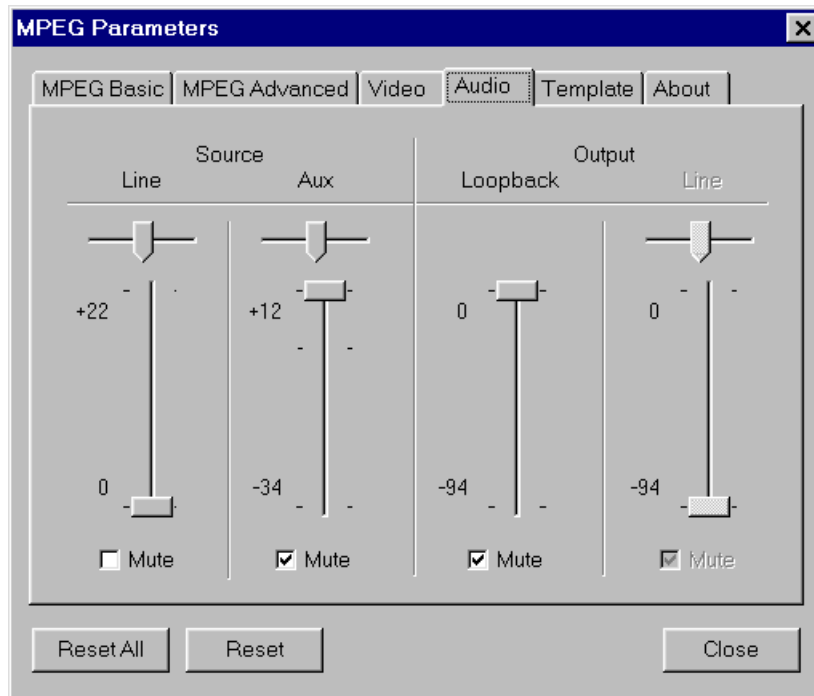 MPEG Parameters
MPEG Basic MPEG Advanced Video Audio Template About
Source Output
Line Aux Loopback Line
+22 +12 0 0
0 -34 -94 -94
Mute Mute Mute Mute
Reset All Reset Close